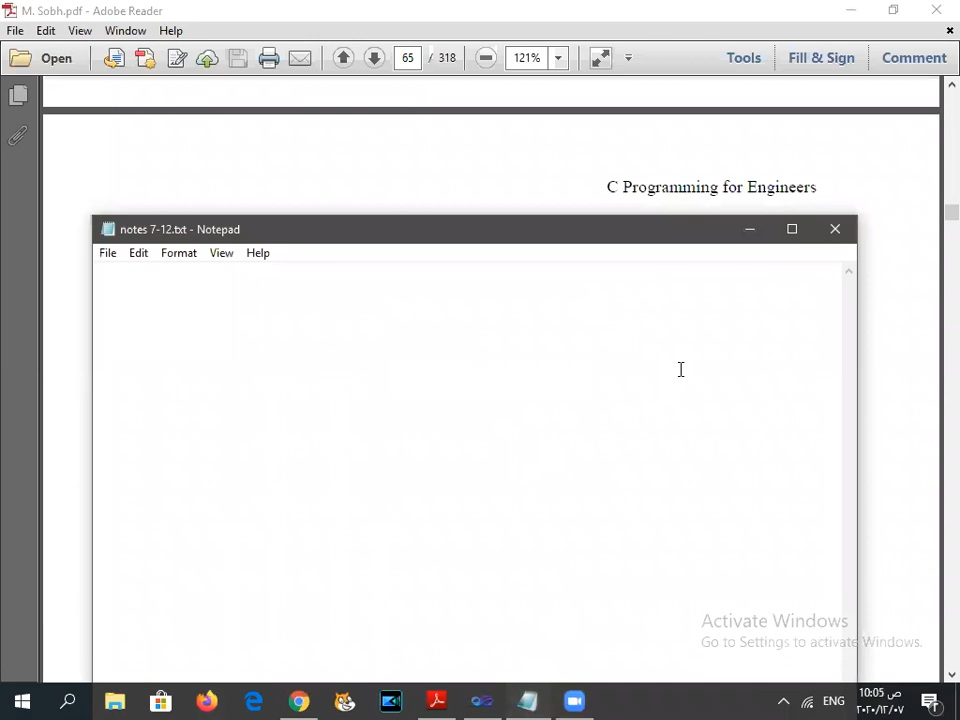 M. Sobh.pdf - Adobe Reader
File Edit View Window Help
Open 65 / 318 121% Tools Fill & Sign Comment
C Programming for Engineers
notes 7-12.txt - Notepad
File Edit Format View Help
Activate Windows
Go to Settings to activate Windows.
ENG
10:05 ص
٢٠٢٠/١٢/٠٧